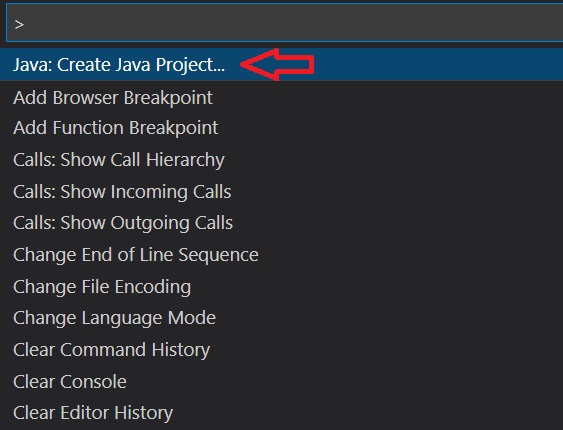 >
Java: Create Java Project...
Add Browser Breakpoint
Add Function Breakpoint
Calls: Show Call Hierarchy
Calls: Show Incoming Calls
Calls: Show Outgoing Calls
Change End of Line Sequence
Change File Encoding
Change Language Mode
Clear Command History
Clear Console
Clear Editor History